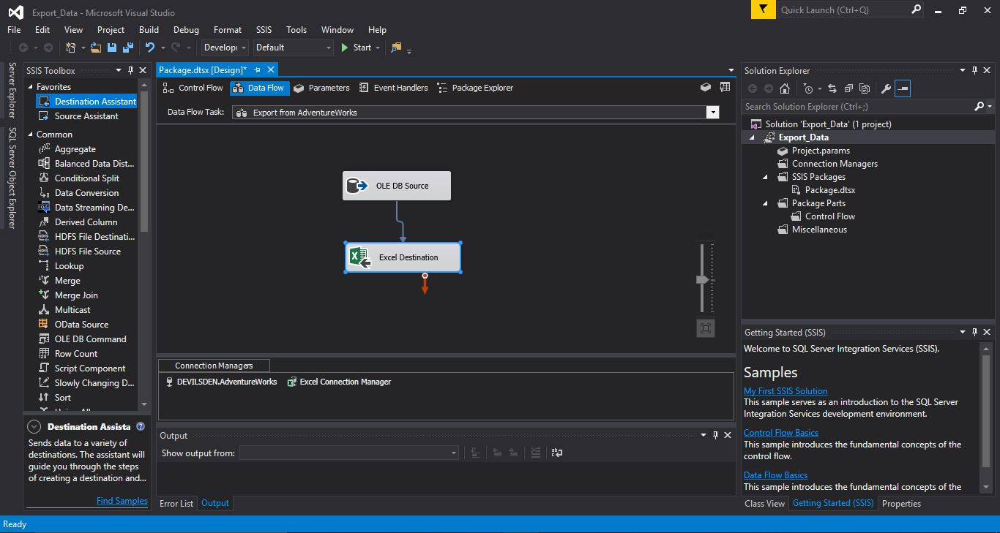 Export_Data - Microsoft Visual Studio
Quick Launch (Ctrl+Q)
File Edit View Project Build Debug Format SSIS Tools Window Help
Developı Default Start
Server Explorer
SQL Server Object Explorer
SSIS Toolbox
Favorites
Destination Assistant
Source Assistant
Common
Aggregate
Balanced Data Dist...
Conditional Split
Data Conversion
Data Streaming De...
Derived Column
HDFS File Destinati...
HDFS File Source
Lookup
Merge
Merge Join
Multicast
OData Source
OLE DB Command
Row Count
Script Component
Slowly Changing D...
Sort
Destination Assista
Sends data to a variety of
destinations. The assistant will
guide you through the steps
of creating a destination and...
Find Samples
Package.dtsx [Design]*
Control Flow Data Flow Parameters Event Handlers Package Explorer
Data Flow Task: Export from AdventureWorks
OLE DB Source
Excel Destination
Connection Managers
DEVILSDEN.AdventureWorks Excel Connection Manager
Output
Show output from:
Error List Output
Solution Explorer
Search Solution Explorer (Ctrl+;)
Solution 'Export_Data' (1 project)
Export_Data
Project.params
Connection Managers
SSIS Packages
Package.dtsx
Package Parts
Control Flow
Miscellaneous
Getting Started (SSIS)
Welcome to SQL Server Integration Services (SSIS).
Samples
My First SSIS Solution
This sample serves as an introduction to the SQL Server
Integration Services development environment.
Control Flow Basics
This sample introduces the fundamental concepts of the
control flow.
Data Flow Basics
This sample introduces the fundamental concepts of the
Class View Getting Started (SSIS) Properties
Ready